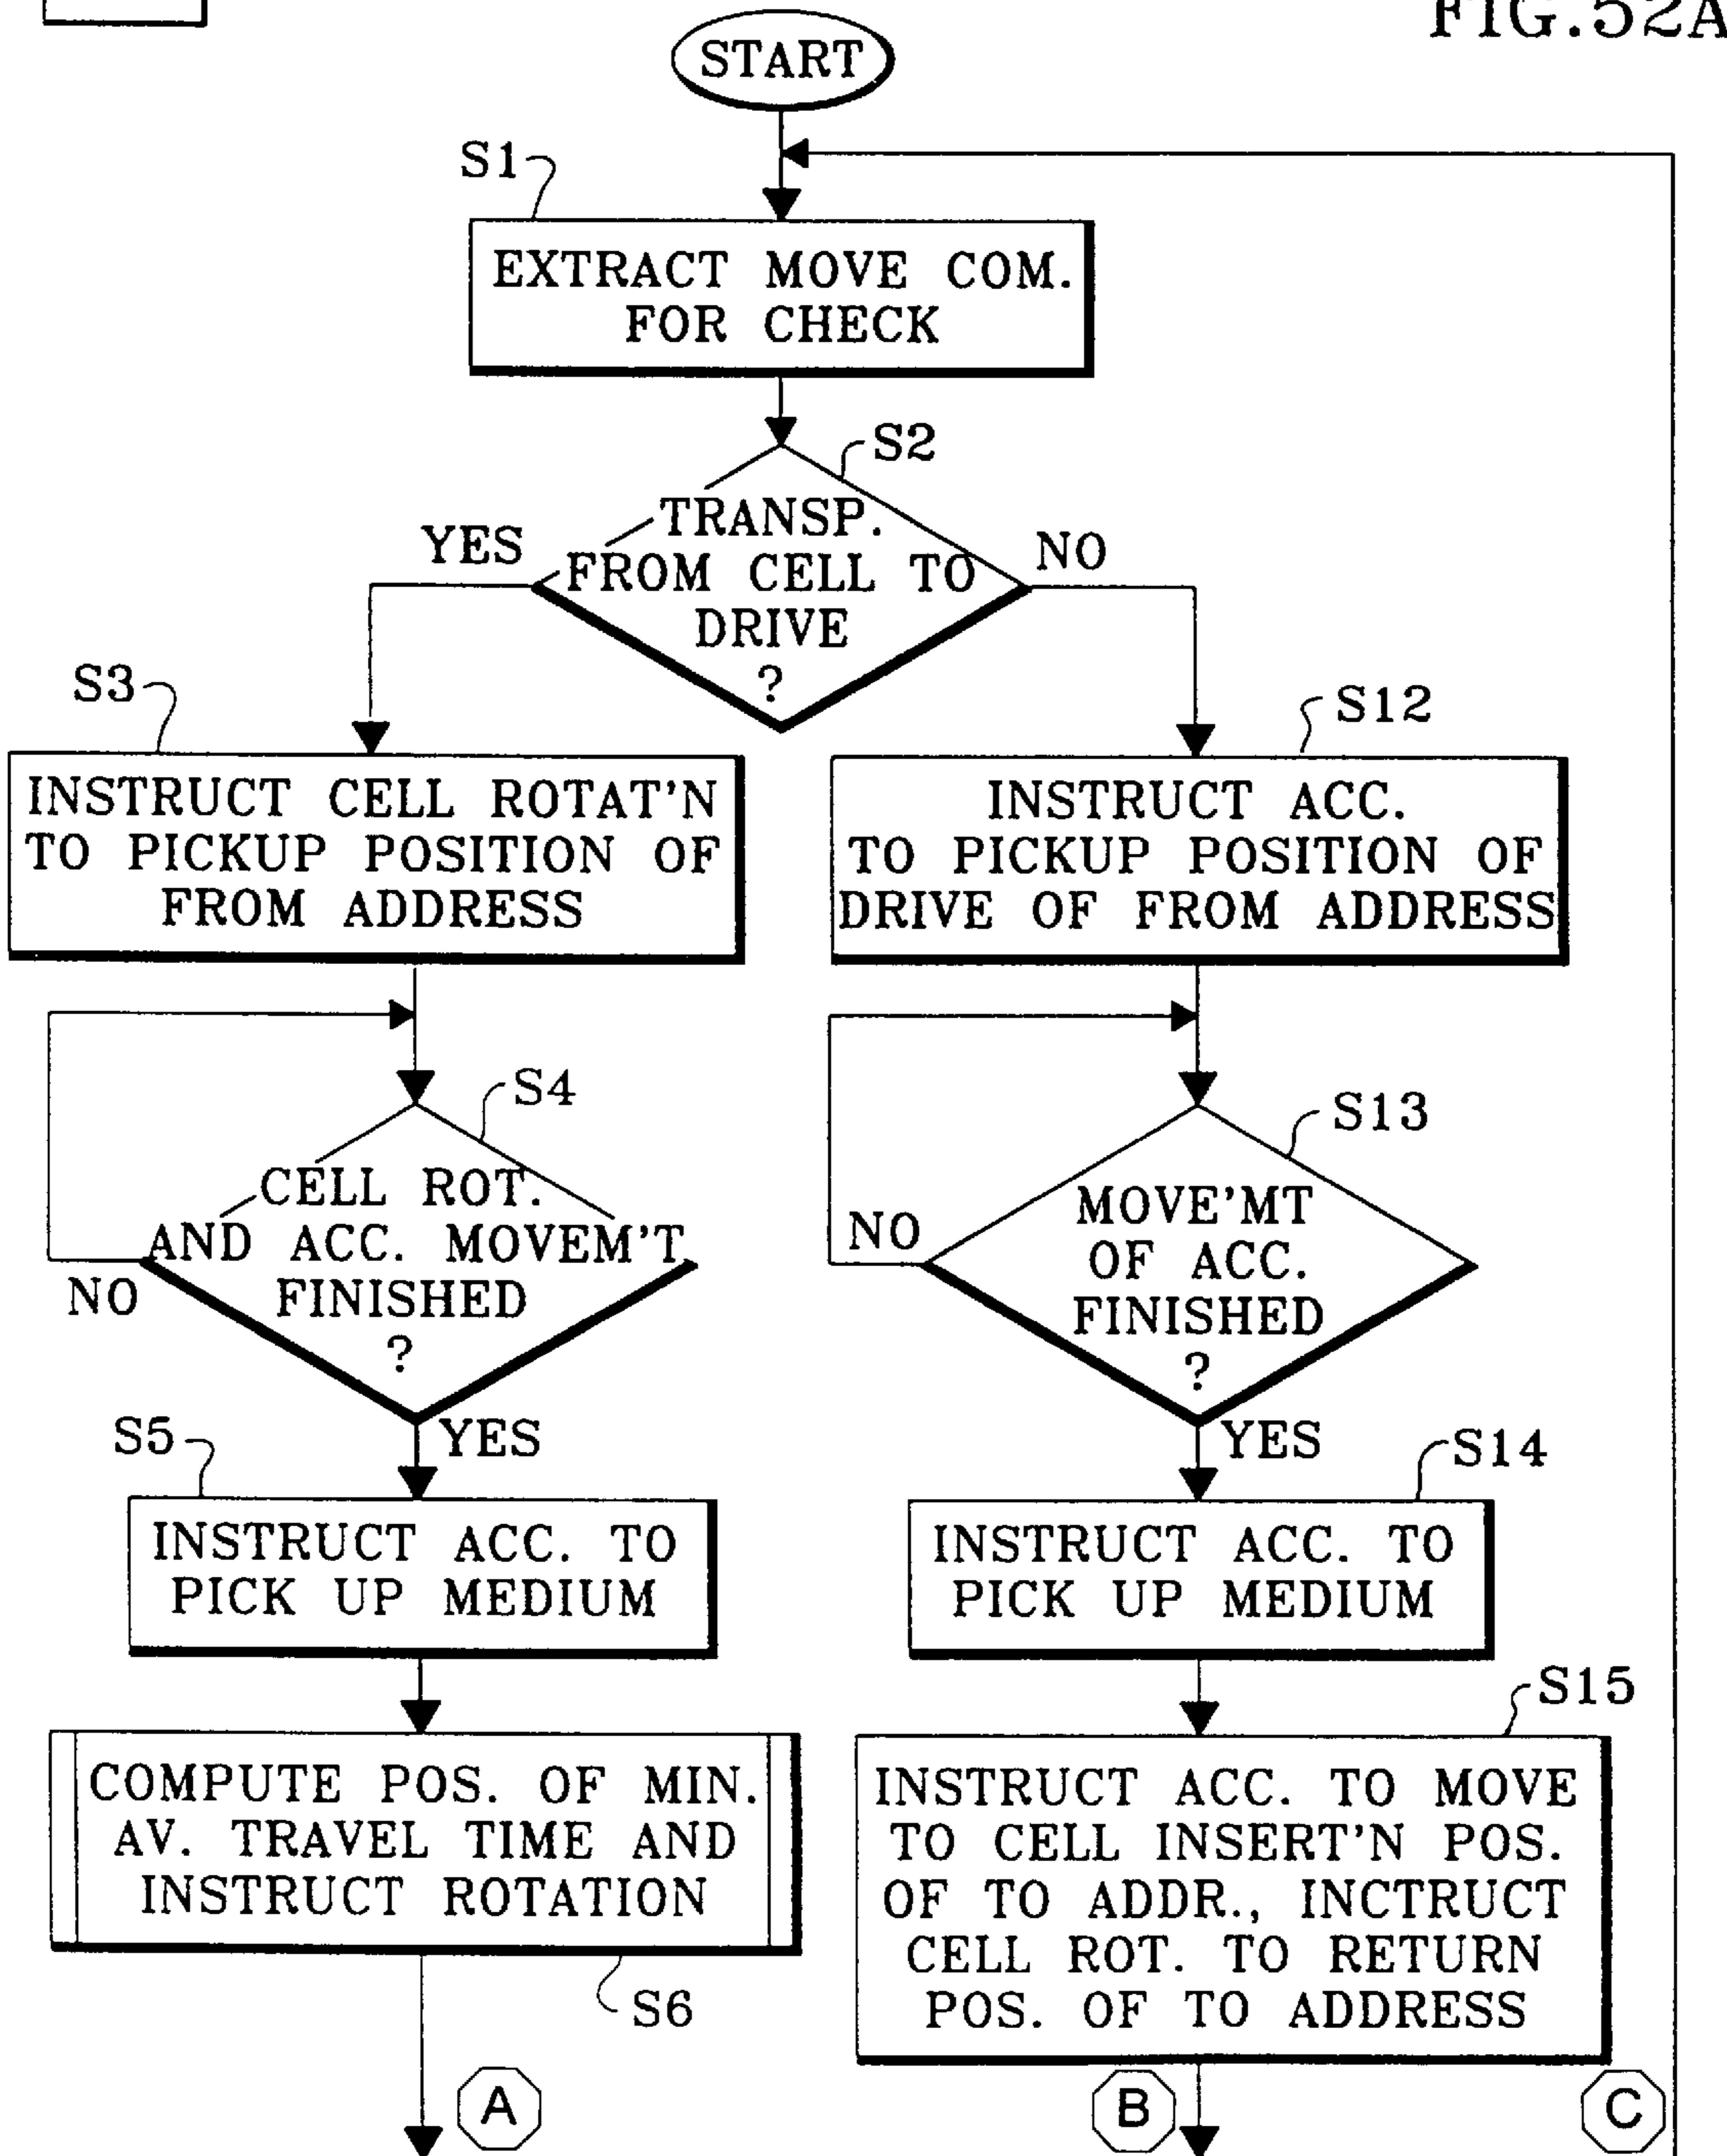 FIG.52A
START
S1
EXTRACT MOVE COM.
FOR CHECK
S2
TRANSP.
FROM CELL TO
DRIVE
?
YES
NO
S3
INSTRUCT CELL ROTAT'N
TO PICKUP POSITION OF
FROM ADDRESS
S12
INSTRUCT ACC.
TO PICKUP POSITION OF
DRIVE OF FROM ADDRESS
S4
CELL ROT.
AND ACC. MOVEM'T
FINISHED
?
NO
YES
S13
MOVE'MT
OF ACC.
FINISHED
?
NO
YES
S5
INSTRUCT ACC. TO
PICK UP MEDIUM
S14
INSTRUCT ACC. TO
PICK UP MEDIUM
COMPUTE POS. OF MIN.
AV. TRAVEL TIME AND
INSTRUCT ROTATION
S6
S15
INSTRUCT ACC. TO MOVE
TO CELL INSERT'N POS.
OF TO ADDR., INCTRUCT
CELL ROT. TO RETURN
POS. OF TO ADDRESS
A
B
C